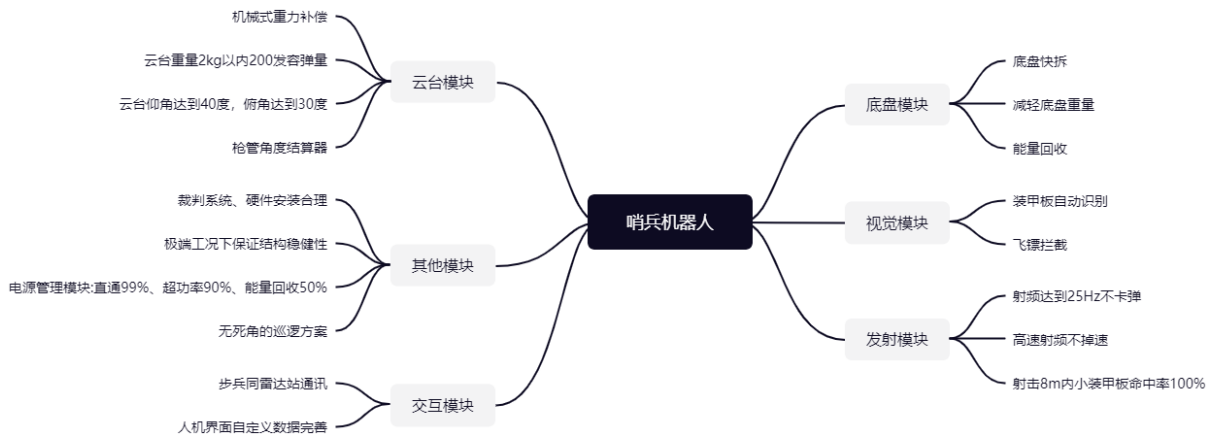 哨兵机器人
云台模块
机械式重力补偿
云台重量2kg以内200发容弹量
云台仰角达到40度，俯角达到30度
枪管角度结算器
其他模块
裁判系统、硬件安装合理
极端工况下保证结构稳健性
电源管理模块:直通99%、超功率90%、能量回收50%
无死角的巡逻方案
交互模块
步兵同雷达站通讯
人机界面自定义数据完善
底盘模块
底盘快拆
减轻底盘重量
能量回收
视觉模块
装甲板自动识别
飞镖拦截
发射模块
射频达到25Hz不卡弹
高速射频不掉速
射击8m内小装甲板命中率100%